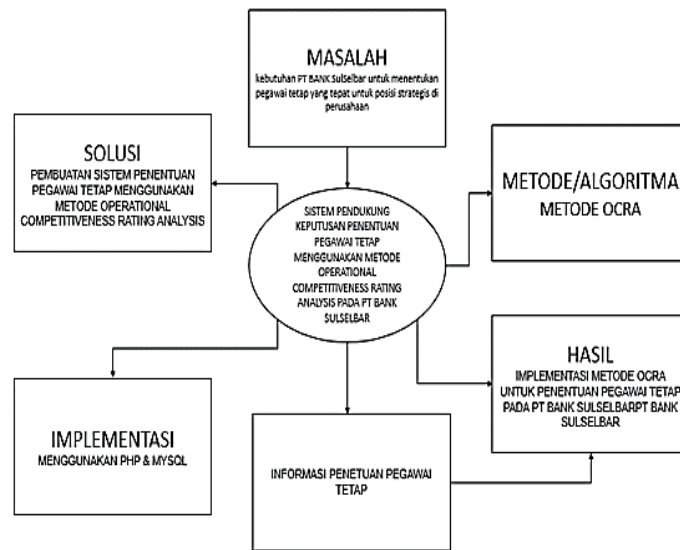 MASALAH
kebutuhan PT BANK Sulselbar untuk menentukan
pegawai tetap yang tepat untuk posisi strategis di
perusahaan
SOLUSI
PEMBUATAN SISTEM PENENTUAN
PEGAWAI TETAP MENGGUNAKAN
METODE OPERATIONAL
COMPETITIVENESS RATING ANALYSIS
METODE/ALGORITMA
METODE OCRA
SISTEM PENDUKUNG
KEPUTUSAN PENENTUAN
PEGAWAI TETAP
MENGGUNAKAN METODE
OPERATIONAL
COMPETITIVENESS RATING
ANALYSIS PADA PT BANK
SULSELBAR
HASIL
IMPLEMENTASI METODE OCRA
UNTUK PENENTUAN PEGAWAI TETAP
PADA PT BANK SULSELBARPT BANK
SULSELBAR
IMPLEMENTASI
MENGGUNAKAN PHP & MYSQL
INFORMASI PENETUAN PEGAWAI
TETAP